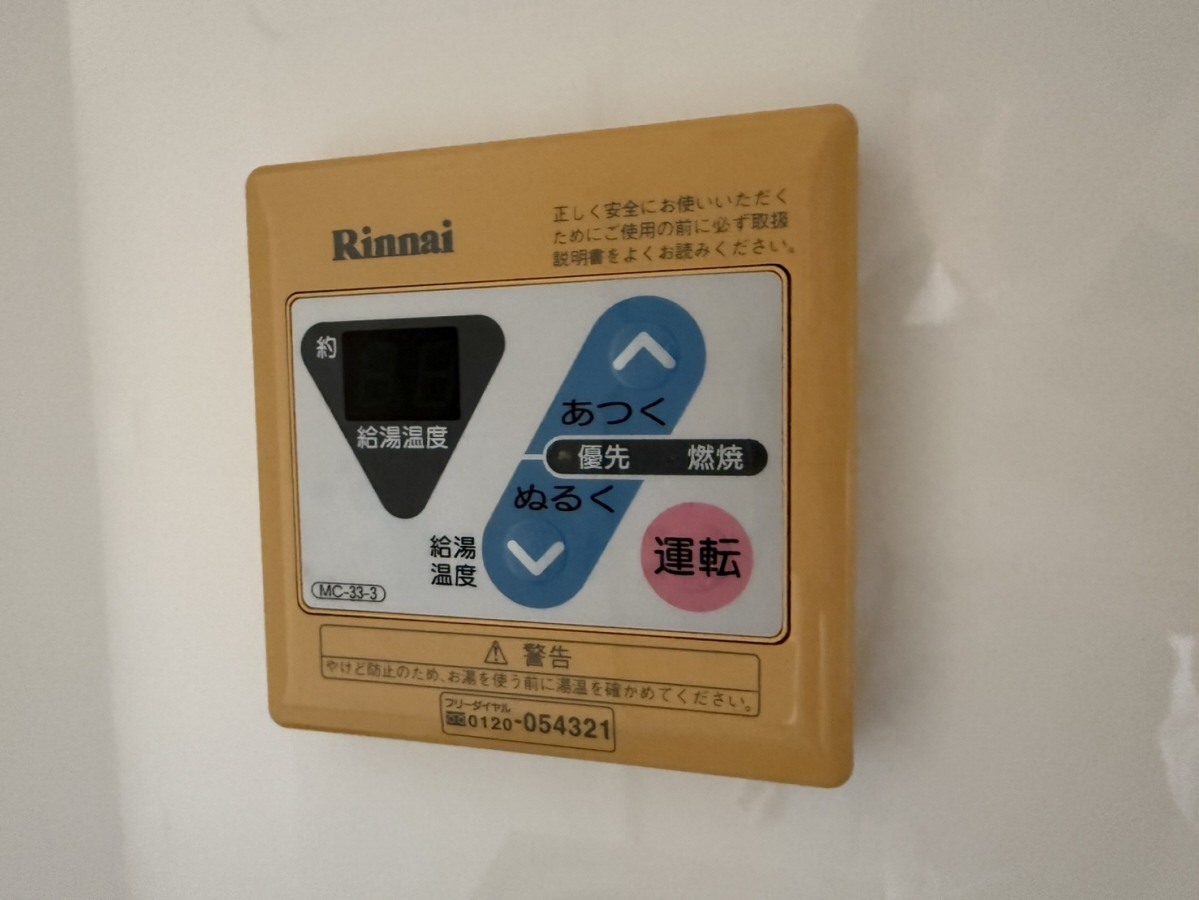 Rinnai
正しく安全にお使いいただく
ためにご使用の前に必ず取扱
説明書をよくお読みください。
約
給湯温度
あつく
優先 燃焼
ぬるく
給湯
温度
運転
MC-33-3
⚠ 警告
やけど防止のため、お湯を使う前に湯温を確かめてください。
フリーダイヤル
0120-054321